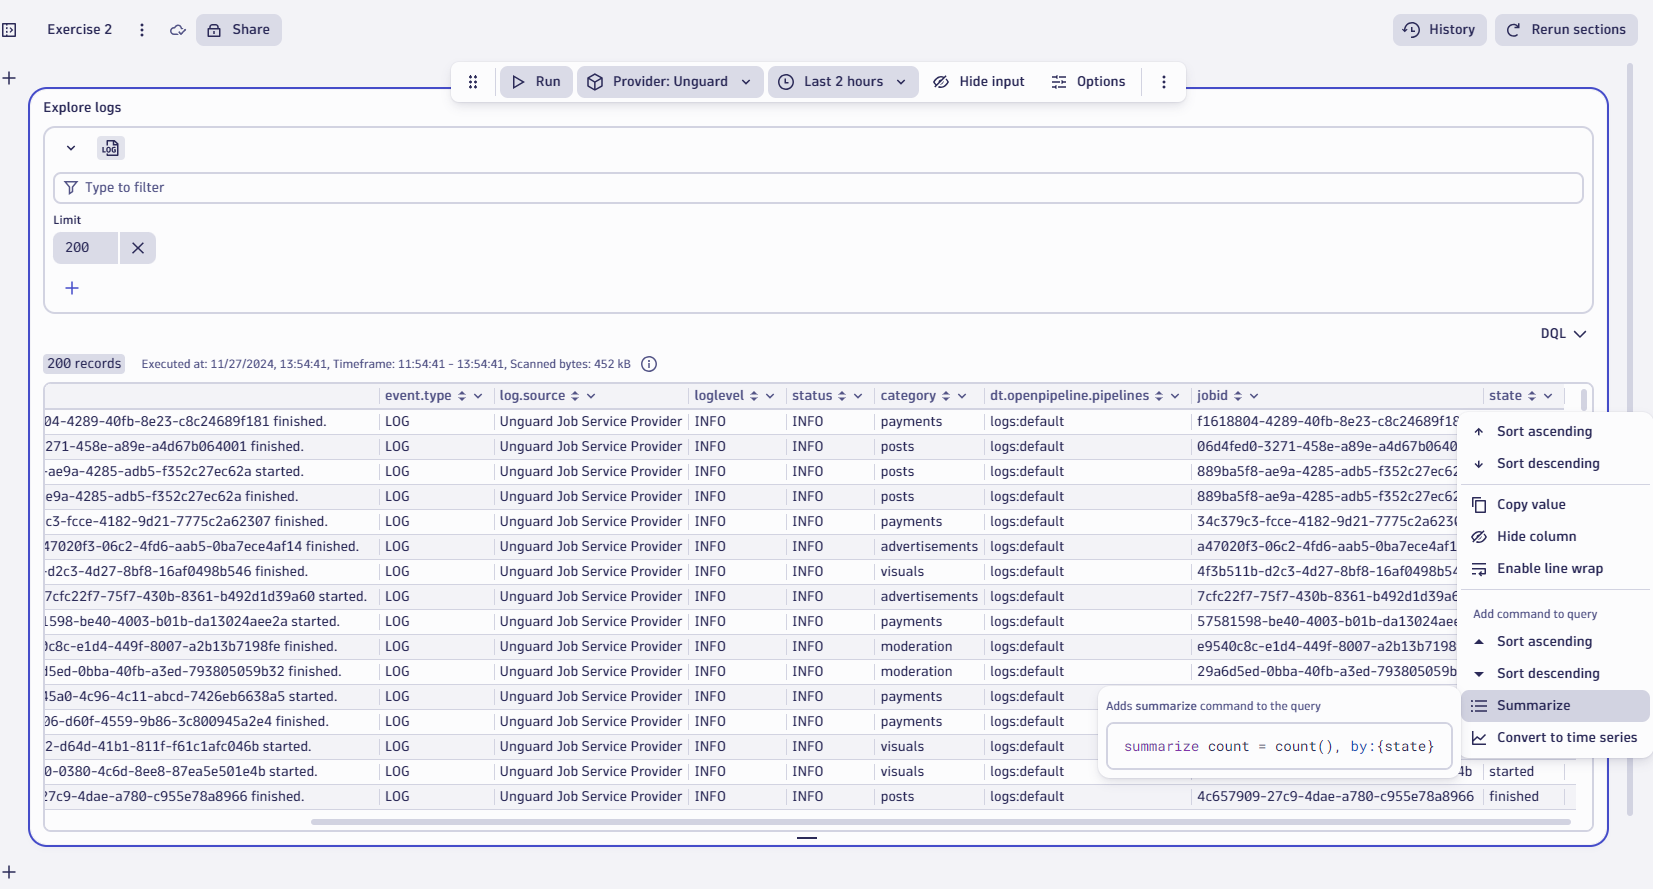 Exercise 2
Share
History
Rerun sections
Run
Provider: Unguard
Last 2 hours
Hide input
Options
Explore logs
LOG
Type to filter
Limit
200
DQL
200 records
Executed at: 11/27/2024, 13:54:41, Timeframe: 11:54:41 - 13:54:41, Scanned bytes: 452 kB
event.type log.source loglevel status category dt.openpipeline.pipelines jobid state
04-4289-40fb-8e23-c8c24689f181 finished. LOG Unguard Job Service Provider INFO INFO payments logs:default f1618804-4289-40fb-8e23-c8c24689f18
271-458e-a89e-a4d67b064001 finished. LOG Unguard Job Service Provider INFO INFO posts logs:default 06d4fed0-3271-458e-a89e-a4d67b0640
-ae9a-4285-adb5-f352c27ec62a started. LOG Unguard Job Service Provider INFO INFO posts logs:default 889ba5f8-ae9a-4285-adb5-f352c27ec62
e9a-4285-adb5-f352c27ec62a finished. LOG Unguard Job Service Provider INFO INFO posts logs:default 889ba5f8-ae9a-4285-adb5-f352c27ec62
c3-fcce-4182-9d21-7775c2a62307 finished. LOG Unguard Job Service Provider INFO INFO payments logs:default 34c379c3-fcce-4182-9d21-7775c2a6230
47020f3-06c2-4fd6-aab5-0ba7ece4af14 finished. LOG Unguard Job Service Provider INFO INFO advertisements logs:default a47020f3-06c2-4fd6-aab5-0ba7ece4af1
-d2c3-4d27-8bf8-16af0498b546 finished. LOG Unguard Job Service Provider INFO INFO visuals logs:default 4f3b511b-d2c3-4d27-8bf8-16af0498b54
7cfc22f7-75f7-430b-8361-b492d1d39a60 started. LOG Unguard Job Service Provider INFO INFO advertisements logs:default 7cfc22f7-75f7-430b-8361-b492d1d39a6
1598-be40-4003-b01b-da13024aee2a started. LOG Unguard Job Service Provider INFO INFO payments logs:default 57581598-be40-4003-b01b-da13024aee
0c8c-e1d4-449f-8007-a2b13b7198fe finished. LOG Unguard Job Service Provider INFO INFO moderation logs:default e9540c8c-e1d4-449f-8007-a2b13b7198
d5ed-0bba-40fb-a3ed-793805059b32 finished. LOG Unguard Job Service Provider INFO INFO moderation logs:default 29a6d5ed-0bba-40fb-a3ed-793805059b
45a0-4c96-4c11-abcd-7426eb6638a5 started. LOG Unguard Job Service Provider INFO INFO payments logs:default
06-d60f-4559-9b86-3c800945a2e4 finished. LOG Unguard Job Service Provider INFO INFO payments logs:default
2-d64d-41b1-811f-f61c1afc046b started. LOG Unguard Job Service Provider INFO INFO visuals logs:default
0-0380-4c6d-8ee8-87ea5e501e4b started. LOG Unguard Job Service Provider INFO INFO visuals logs:default 4b started
27c9-4dae-a780-c955e78a8966 finished. LOG Unguard Job Service Provider INFO INFO posts logs:default 4c657909-27c9-4dae-a780-c955e78a8966 finished
Sort ascending
Sort descending
Copy value
Hide column
Enable line wrap
Add command to query
Sort ascending
Sort descending
Summarize
Convert to time series
Adds summarize command to the query
summarize count = count(), by:{state}